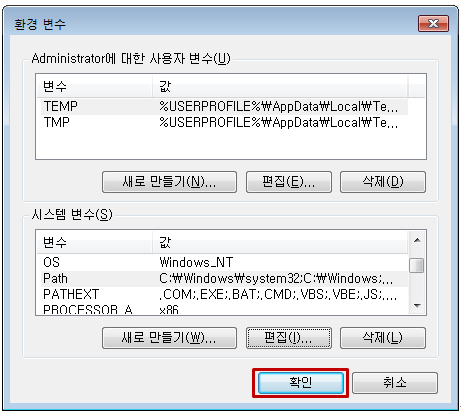 환경 변수
Administrator에 대한 사용자 변수(U)
변수 값
TEMP %USERPROFILE%₩AppData₩Local₩Te...
TMP %USERPROFILE%₩AppData₩Local₩Te...
새로 만들기(N)... 편집(E)... 삭제(D)
시스템 변수(S)
변수 값
OS Windows_NT
Path C:₩Windows₩system32;C:₩Windows;...
PATHEXT .COM;.EXE;.BAT;.CMD;.VBS;.VBE;.JS;....
PROCESSOR_A... x86
새로 만들기(W)... 편집(I)... 삭제(L)
확인 취소